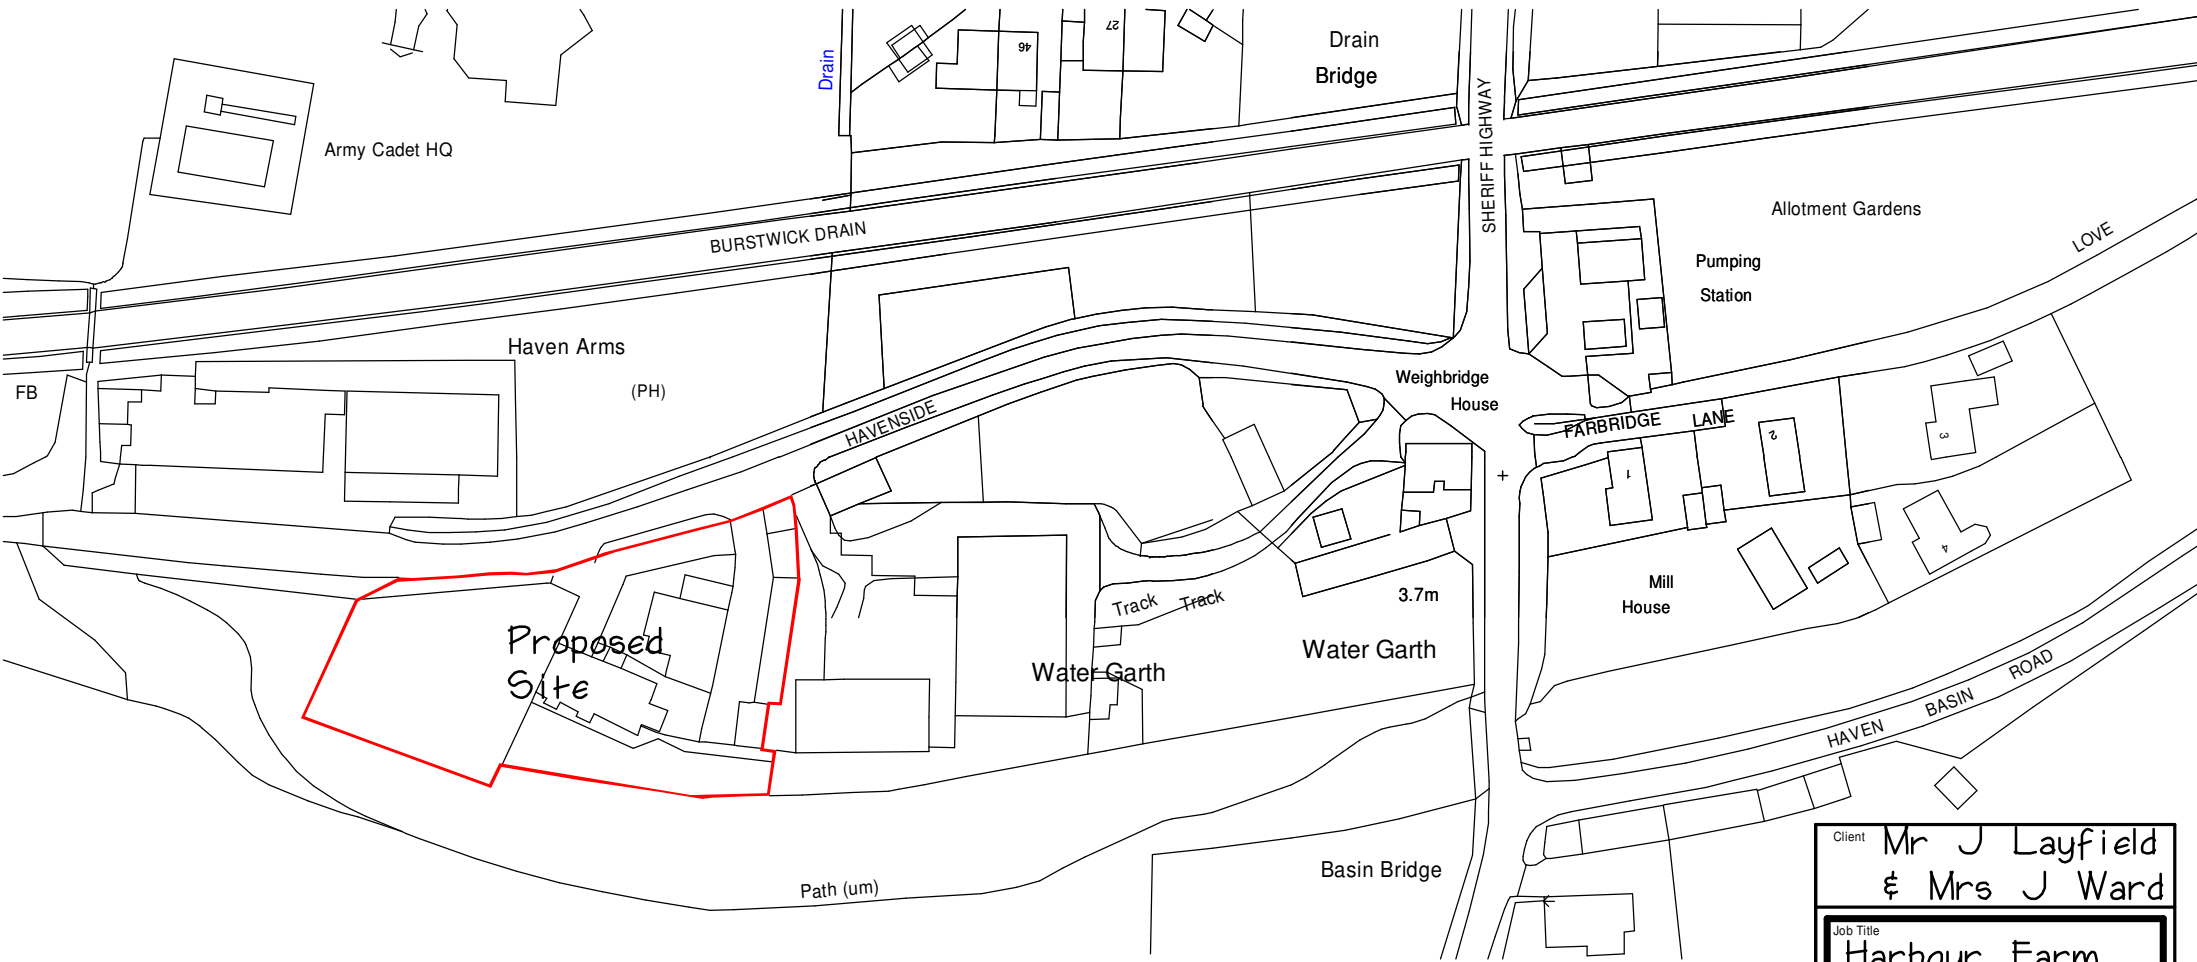 46
27
Drain
Drain
Bridge
Army Cadet HQ
SHERIFF HIGHWAY
Allotment Gardens
BURSTWICK DRAIN
LOVE
Pumping
Station
Haven Arms
(PH)
FB
Weighbridge
House
HAVENSIDE
FARBRIDGE LANE
2
3
1
4
Track Track
3.7m
Mill
House
Proposed
Site
Water Garth
Water Garth
HAVEN BASIN ROAD
Path (um)
Basin Bridge
Client Mr J Layfield
& Mrs J Ward
Job Title
Harbour Farm